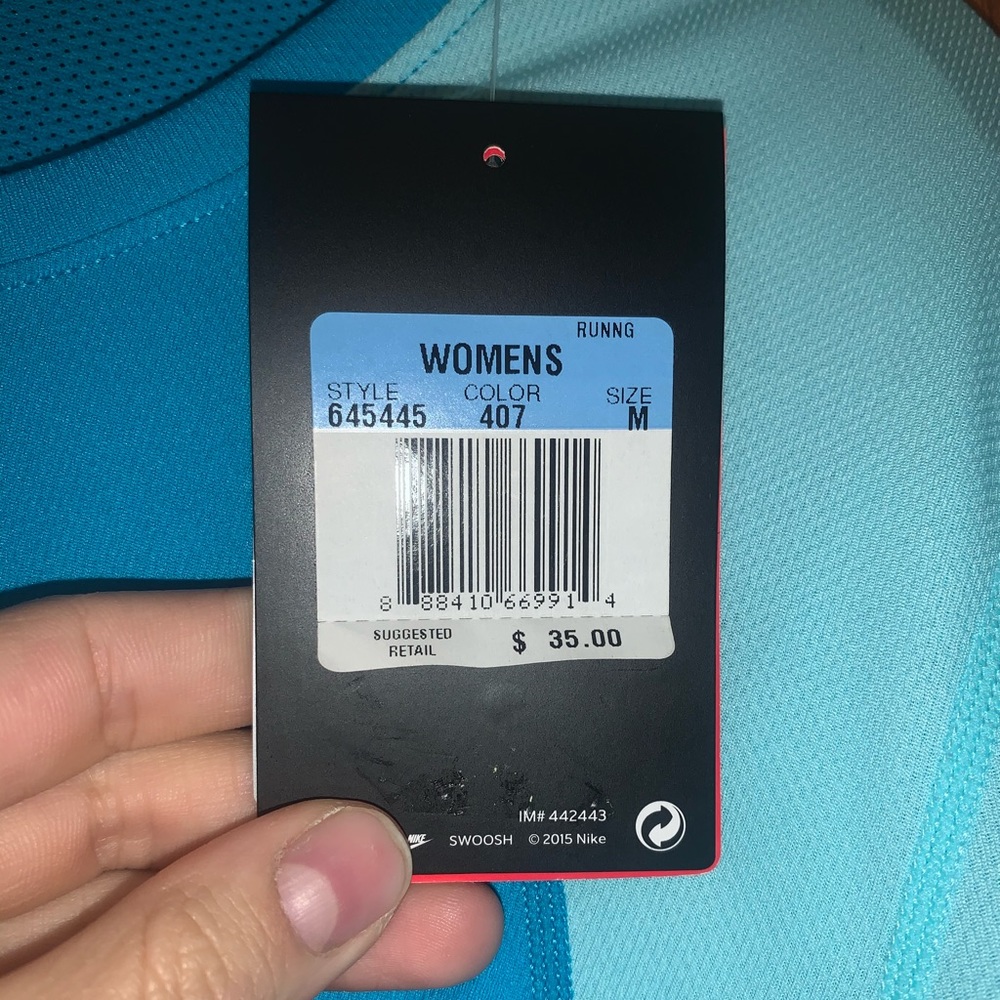 RUNNG
WOMENS
STYLE COLOR SIZE
645445 407 M
8 88410 66991 4
SUGGESTED
RETAIL
$ 35.00
IM# 442443
NIKE SWOOSH © 2015 Nike